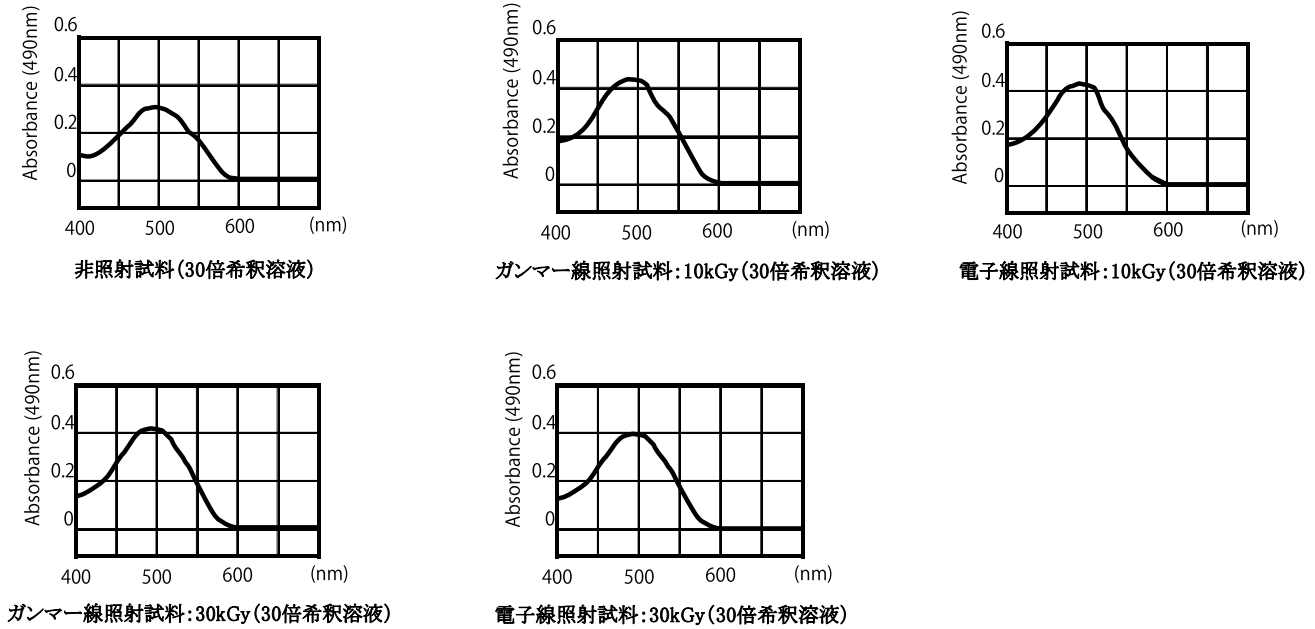 Absorbance (490nm)
0.6
0.4
0.2
0
400 500 600 (nm)
非照射試料(30倍希釈溶液)
Absorbance (490nm)
0.6
0.4
0.2
0
400 500 600 (nm)
ガンマー線照射試料:10kGy(30倍希釈溶液)
Absorbance (490nm)
0.6
0.4
0.2
0
400 500 600 (nm)
電子線照射試料:10kGy(30倍希釈溶液)
Absorbance (490nm)
0.6
0.4
0.2
0
400 500 600 (nm)
ガンマー線照射試料:30kGy(30倍希釈溶液)
Absorbance (490nm)
0.6
0.4
0.2
0
400 500 600 (nm)
電子線照射試料:30kGy(30倍希釈溶液)